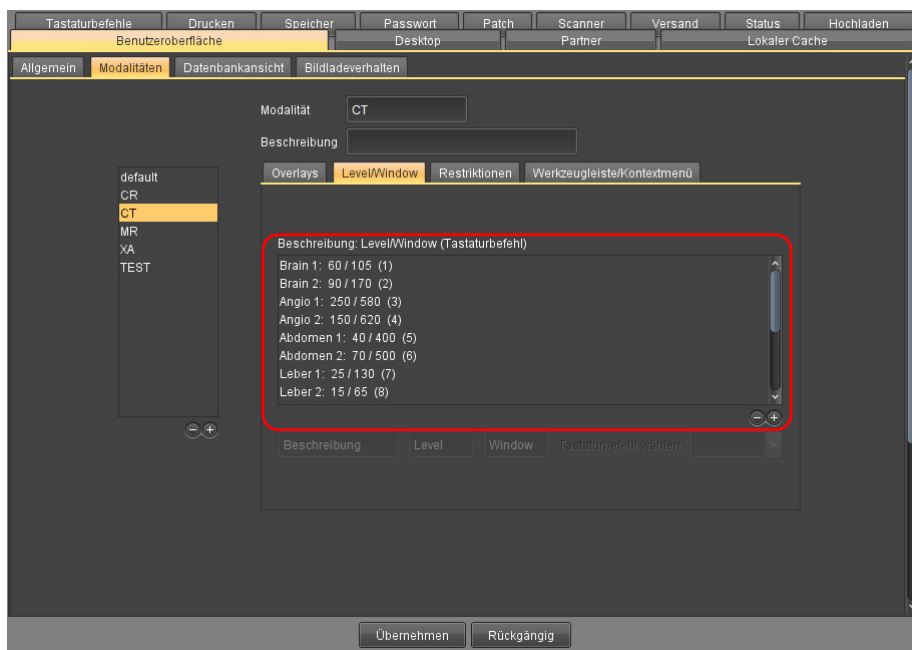 Tastaturbefehle Drucken Speicher Passwort Patch Scanner Versand Status Hochladen
Benutzeroberfläche Desktop Partner Lokaler Cache
Allgemein Modalitäten Datenbankansicht Bildladeverhalten
Modalität CT
Beschreibung
default
CR
CT
MR
XA
TEST
Overlays Level/Window Restriktionen Werkzeugleiste/Kontextmenü
Beschreibung: Level/Window (Tastaturbefehl)
Brain 1: 60 / 105 (1)
Brain 2: 90 / 170 (2)
Angio 1: 250 / 580 (3)
Angio 2: 150 / 620 (4)
Abdomen 1: 40 / 400 (5)
Abdomen 2: 70 / 500 (6)
Leber 1: 25 / 130 (7)
Leber 2: 15 / 65 (8)
Beschreibung Level Window Tastaturbefehl wählen
Übernehmen Rückgängig